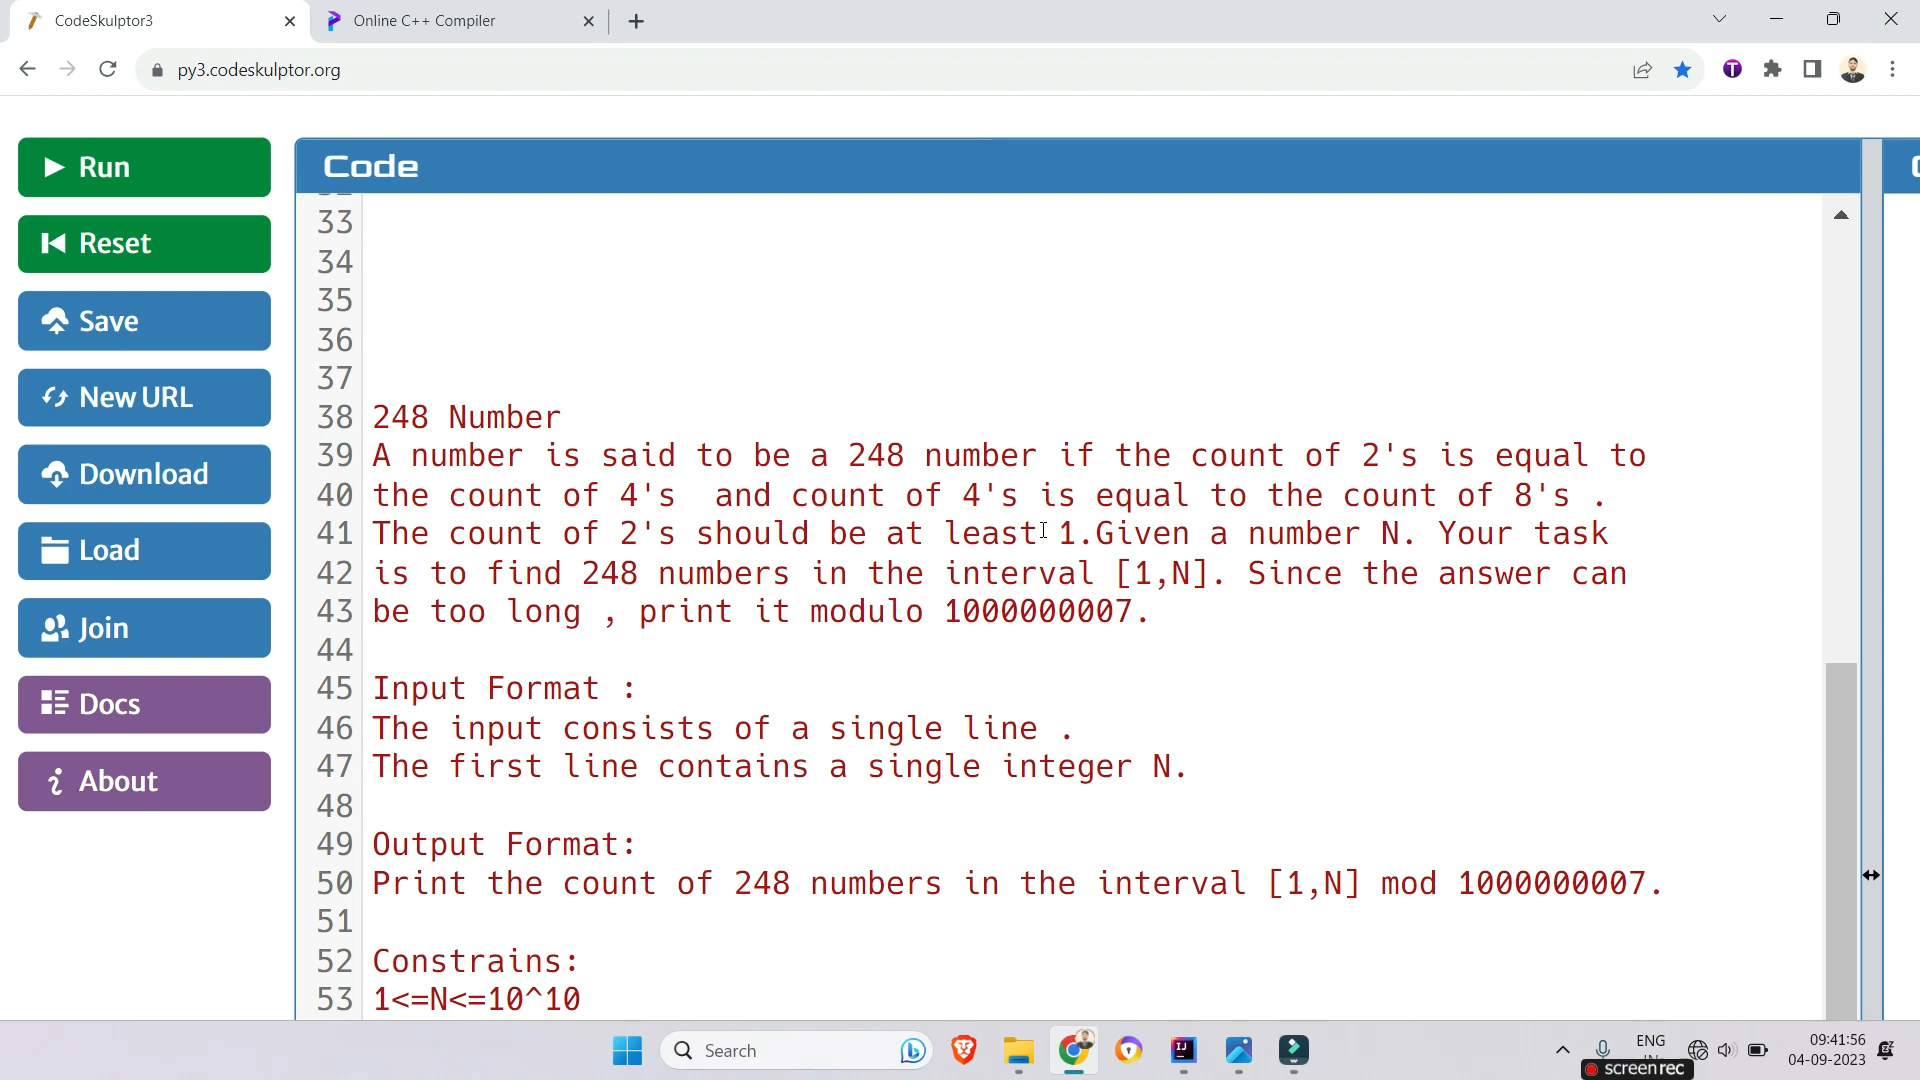 CodeSkulptor3
Online C++ Compiler
py3.codeskulptor.org
T
Run
Reset
Save
New URL
Download
Load
Join
Docs
About
Code
33
34
35
36
37
38 248 Number
39 A number is said to be a 248 number if the count of 2's is equal to
40 the count of 4's  and count of 4's is equal to the count of 8's .
41 The count of 2's should be at least 1.Given a number N. Your task
42 is to find 248 numbers in the interval [1,N]. Since the answer can
43 be too long , print it modulo 1000000007.
44
45 Input Format :
46 The input consists of a single line .
47 The first line contains a single integer N.
48
49 Output Format:
50 Print the count of 248 numbers in the interval [1,N] mod 1000000007.
51
52 Constrains:
53 1<=N<=10^10
Search
IJ
ENG
09:41:56
04-09-2023
screenrec